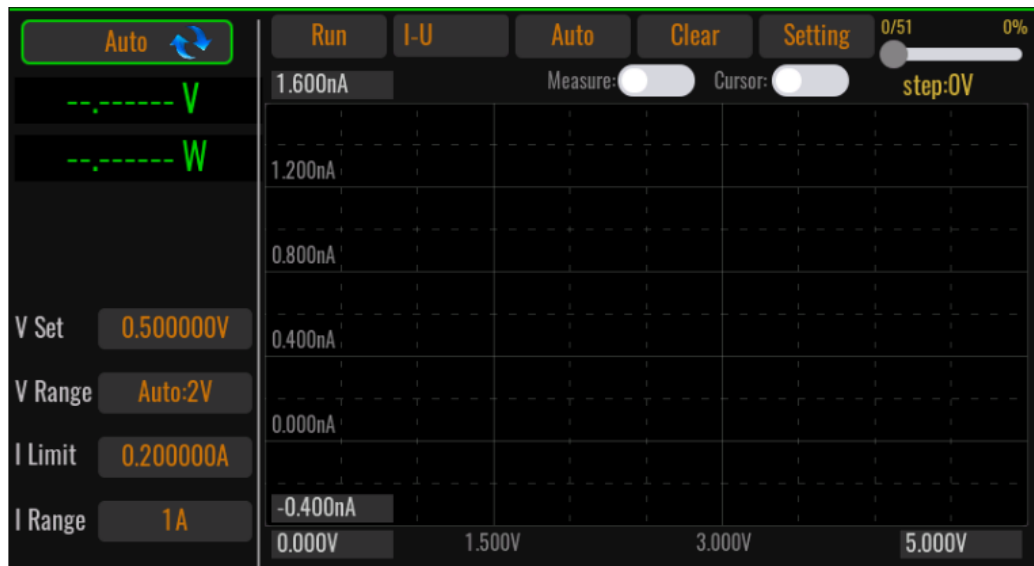 Auto
--.------ V
--.------ W
V Set 0.500000V
V Range Auto:2V
I Limit 0.200000A
I Range 1A
Run I-U Auto Clear Setting 0/51 0%
1.600nA Measure: Cursor: step:0V
1.200nA
0.800nA
0.400nA
0.000nA
-0.400nA
0.000V 1.500V 3.000V 5.000V